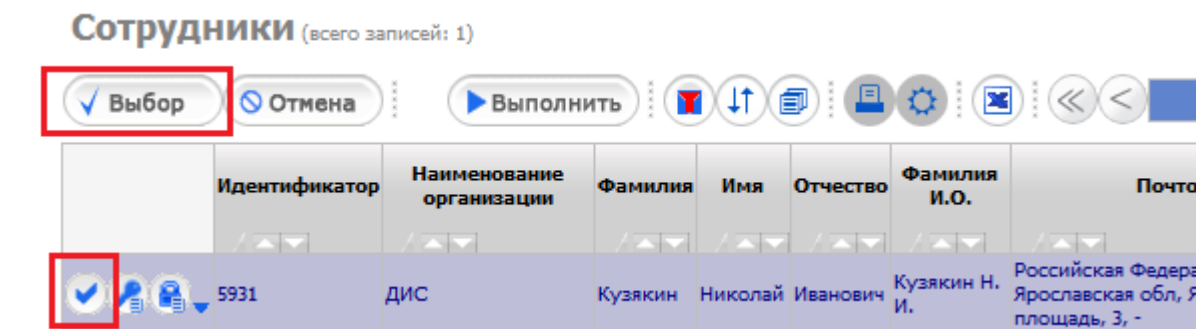 Сотрудники (всего записей: 1)
Выбор Отмена Выполнить
Идентификатор Наименование организации Фамилия Имя Отчество Фамилия И.О. Почто
5931 ДИС Кузякин Николай Иванович Кузякин Н. И. Российская Федера
Ярославская обл, Я
площадь, 3, -